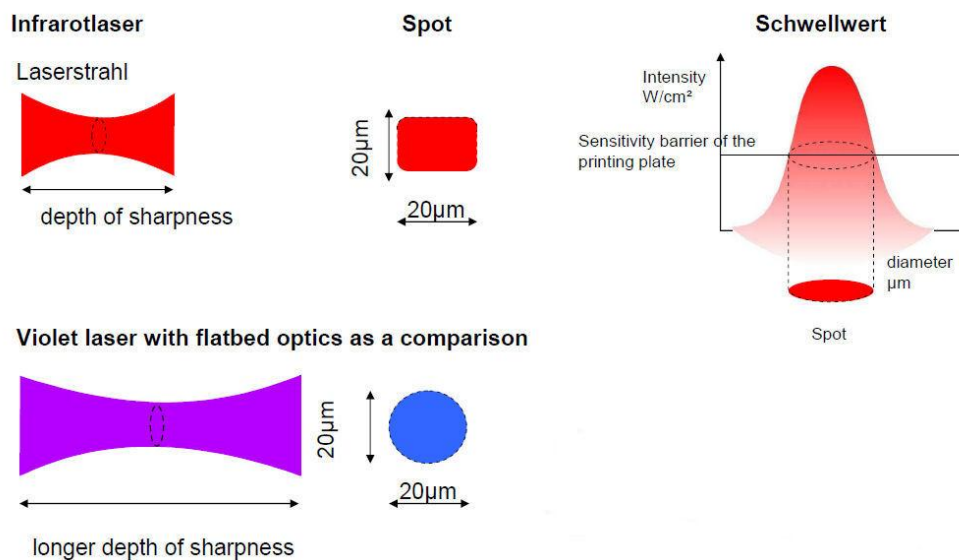 Infrarotlaser
Spot
Schwellwert
Laserstrahl
Intensity
W/cm²
Sensitivity barrier of the
printing plate
20µm
20µm
depth of sharpness
diameter
µm
Spot
Violet laser with flatbed optics as a comparison
20µm
20µm
longer depth of sharpness